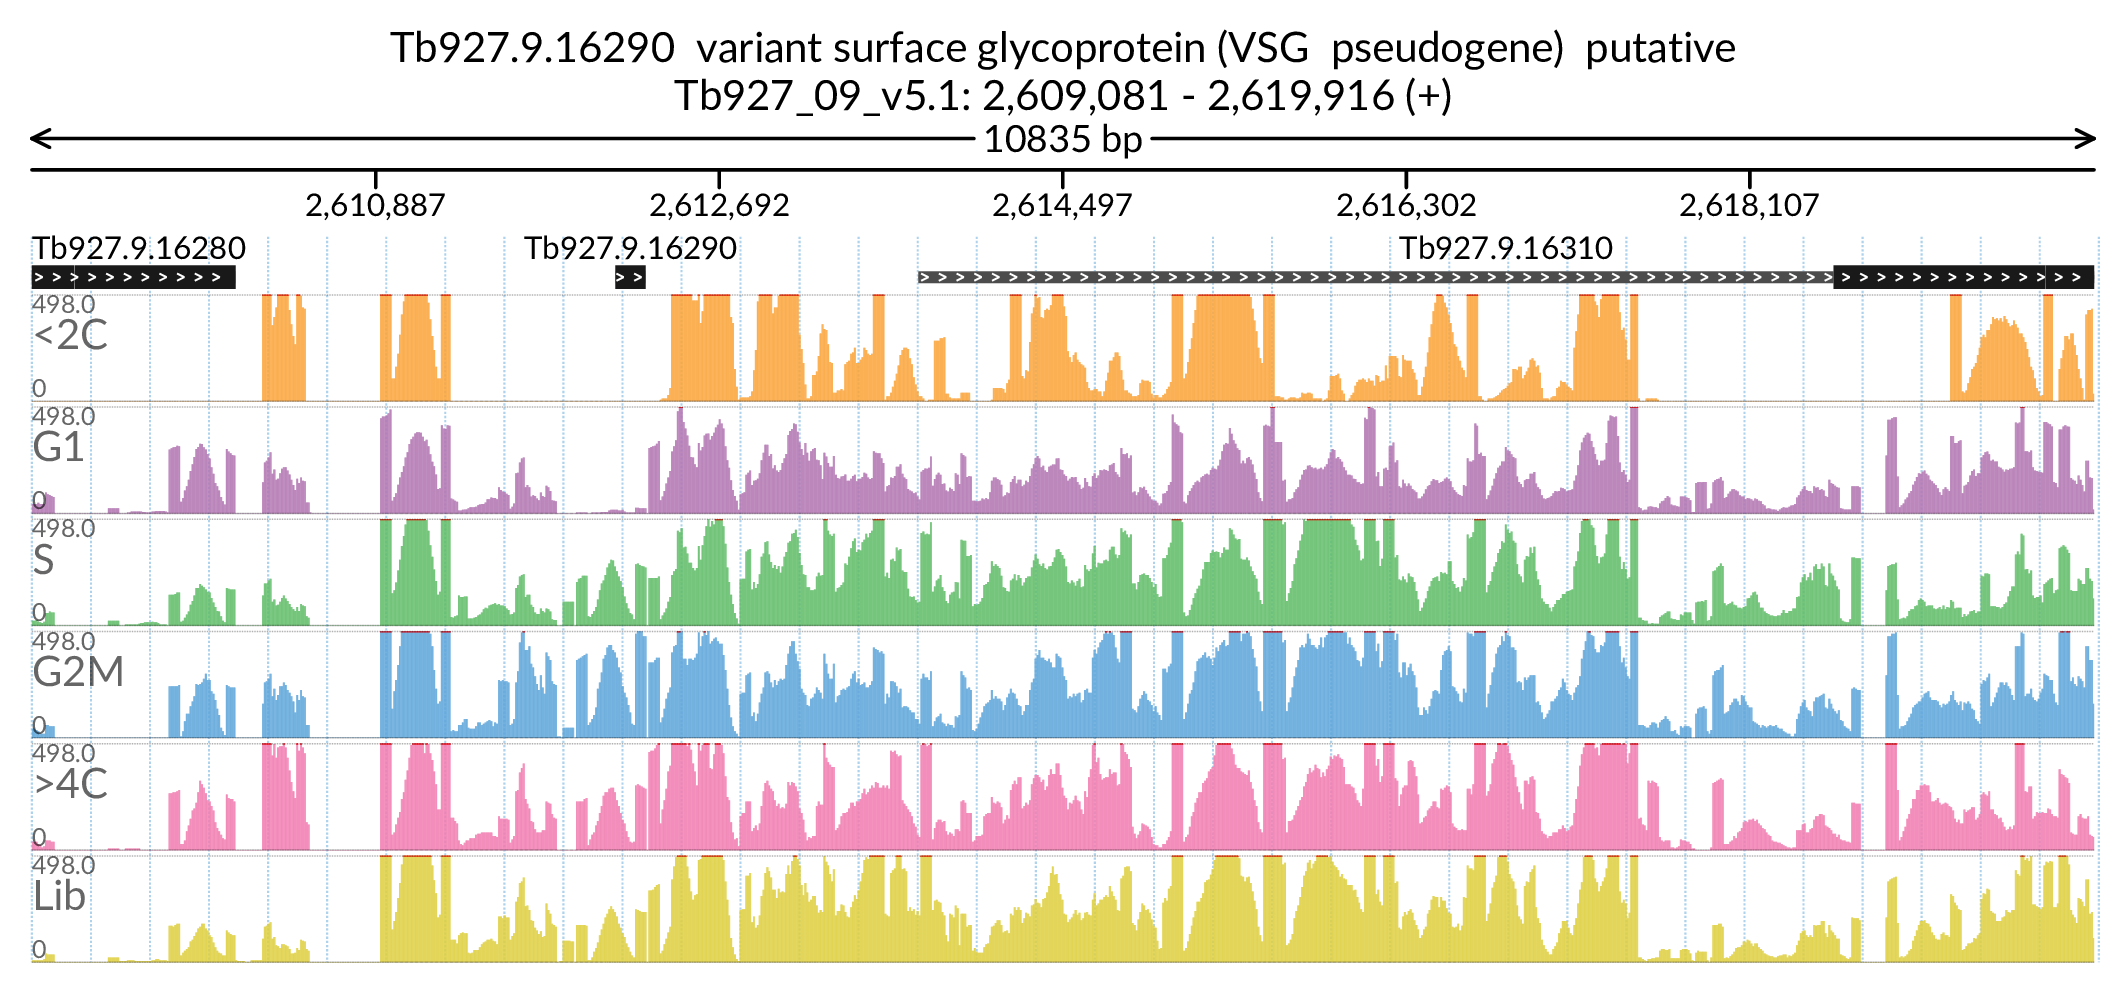 Tb927.9.16290 variant surface glycoprotein (VSG pseudogene) putative
Tb927_09_v5.1: 2,609,081 - 2,619,916 (+)
10835 bp
2,610,887 2,612,692 2,614,497 2,616,302 2,618,107
Tb927.9.16280 Tb927.9.16290 Tb927.9.16310
498.0
<2C
0
498.0
G1
0
498.0
S
0
498.0
G2M
0
498.0
>4C
0
498.0
Lib
0